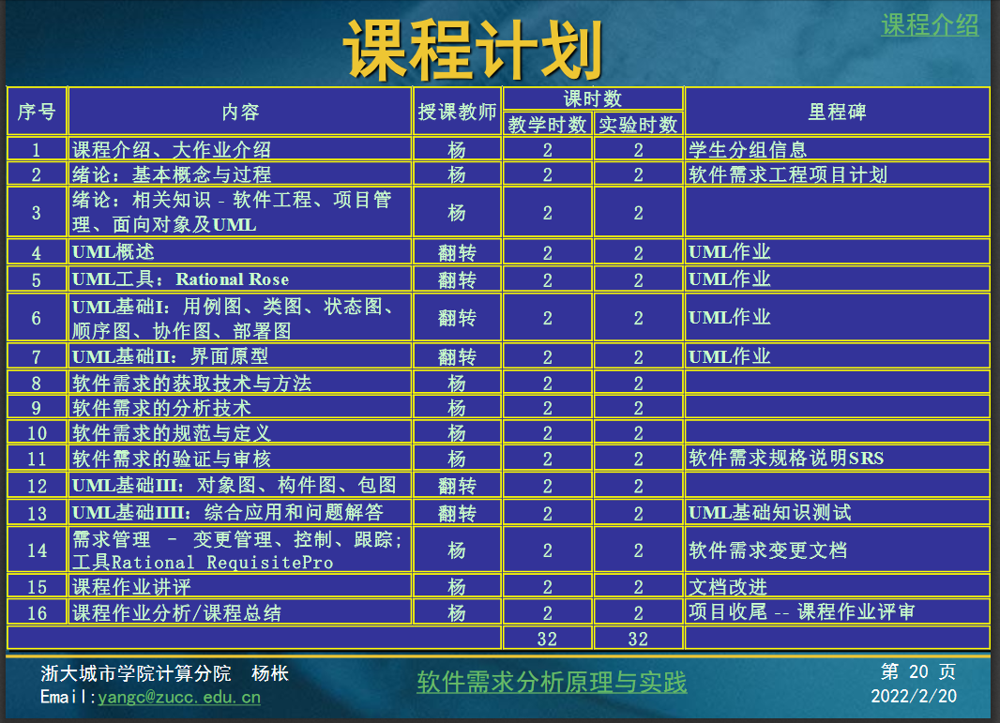 课程计划
课程介绍
序号 内容 授课教师 课时数 里程碑
教学时数 实验时数
1 课程介绍、大作业介绍 杨 2 2 学生分组信息
2 绪论：基本概念与过程 杨 2 2 软件需求工程项目计划
3 绪论：相关知识 - 软件工程、项目管
理、面向对象及UML 杨 2 2
4 UML概述 翻转 2 2 UML作业
5 UML工具：Rational Rose 翻转 2 2 UML作业
6 UML基础I：用例图、类图、状态图、
顺序图、协作图、部署图 翻转 2 2 UML作业
7 UML基础II：界面原型 翻转 2 2 UML作业
8 软件需求的获取技术与方法 杨 2 2
9 软件需求的分析技术 杨 2 2
10 软件需求的规范与定义 杨 2 2
11 软件需求的验证与审核 杨 2 2 软件需求规格说明SRS
12 UML基础III：对象图、构件图、包图 翻转 2 2
13 UML基础IIII：综合应用和问题解答 翻转 2 2 UML基础知识测试
14 需求管理 – 变更管理、控制、跟踪;
工具Rational RequisitePro 杨 2 2 软件需求变更文档
15 课程作业讲评 杨 2 2 文档改进
16 课程作业分析/课程总结 杨 2 2 项目收尾 -- 课程作业评审
32 32
浙大城市学院计算分院 杨枨
Email:yangc@zucc.edu.cn
软件需求分析原理与实践
第 20 页
2022/2/20